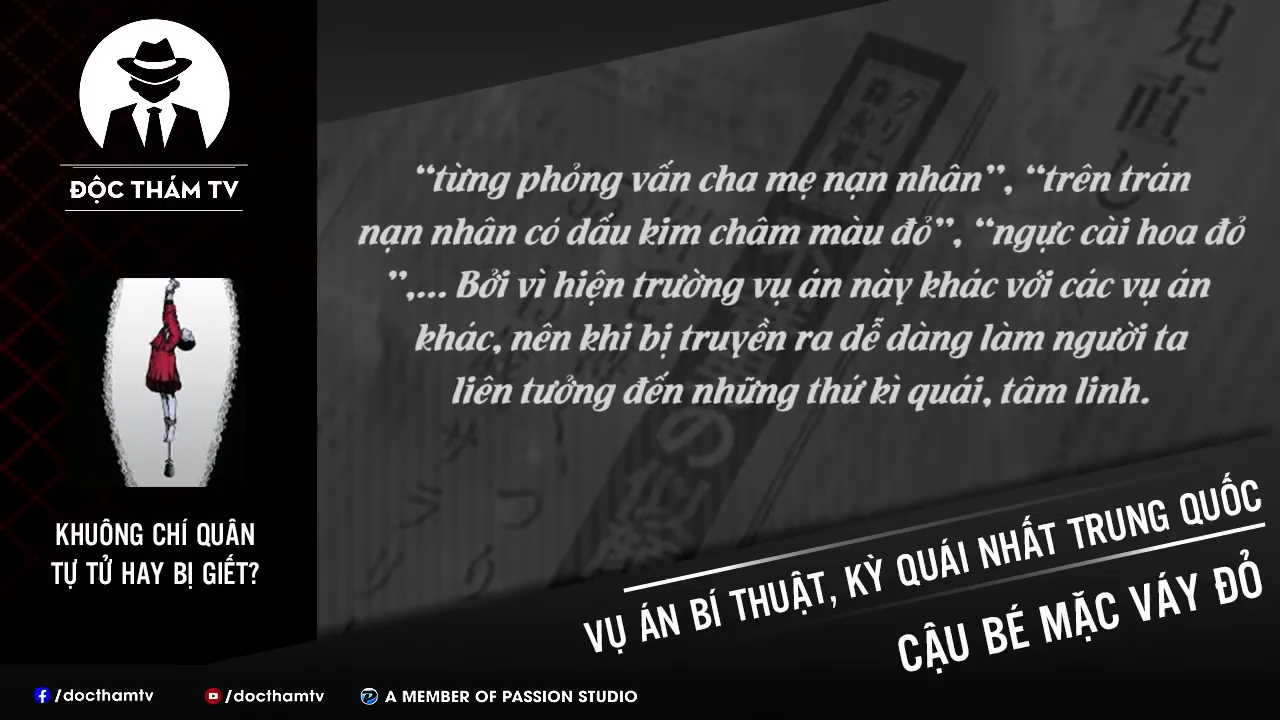 ĐỘC THÁM TV
KHUÔNG CHÍ QUÂN
TỰ TỬ HAY BỊ GIẾT?
“từng phỏng vấn cha mẹ nạn nhân”, “trên trán
nạn nhân có dấu kim châm màu đỏ”, “ngực cài hoa đỏ
”,... Bởi vì hiện trường vụ án này khác với các vụ án
khác, nên khi bị truyền ra dễ dàng làm người ta
liên tưởng đến những thứ kì quái, tâm linh.
VỤ ÁN BÍ THUẬT, KỲ QUÁI NHẤT TRUNG QUỐC
CẬU BÉ MẶC VÁY ĐỎ
/docthamtv
/docthamtv
A MEMBER OF PASSION STUDIO
見直し